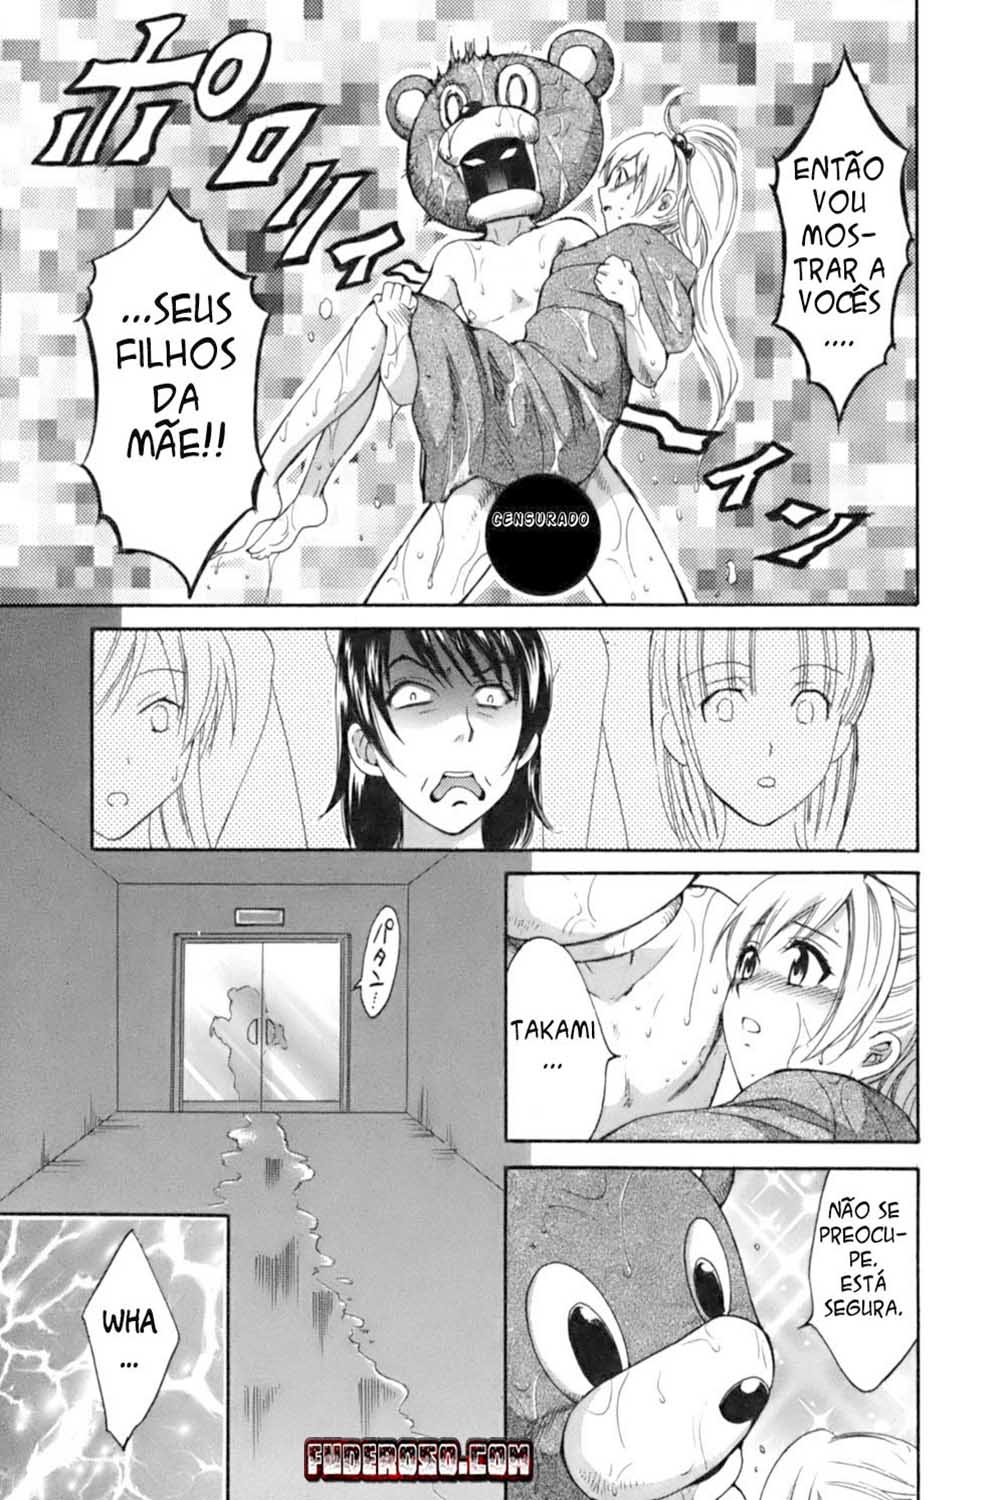 ENTÃO
VOU
MOS-
TRAR A
VOCÊS
....
ポロリィ～
...SEUS
FILHOS
DA
MÃE!!
ーイン
CENSURADO
パタン...
TAKAMI
...
NÃO SE
PREOCU-
PE.
ESTÁ
SEGURA.
WHA
...
FUDEROSO.COM